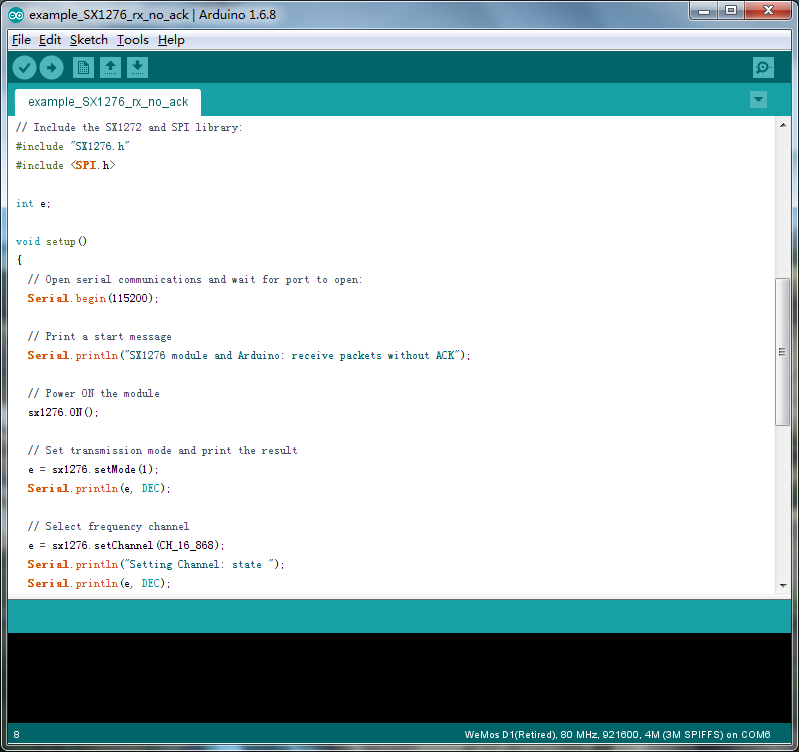 example_SX1276_rx_no_ack | Arduino 1.6.8
File Edit Sketch Tools Help
example_SX1276_rx_no_ack
// Include the SX1272 and SPI library:
#include "SX1276.h"
#include <SPI.h>
int e;
void setup()
{
// Open serial communications and wait for port to open:
Serial.begin(115200);
// Print a start message
Serial.println("SX1276 module and Arduino: receive packets without ACK");
// Power ON the module
sx1276.ON();
// Set transmission mode and print the result
e = sx1276.setMode(1);
Serial.println(e, DEC);
// Select frequency channel
e = sx1276.setChannel(CH_16_868);
Serial.println("Setting Channel: state ");
Serial.println(e, DEC);
8
WeMos D1(Retired), 80 MHz, 921600, 4M (3M SPIFFS) on COM6